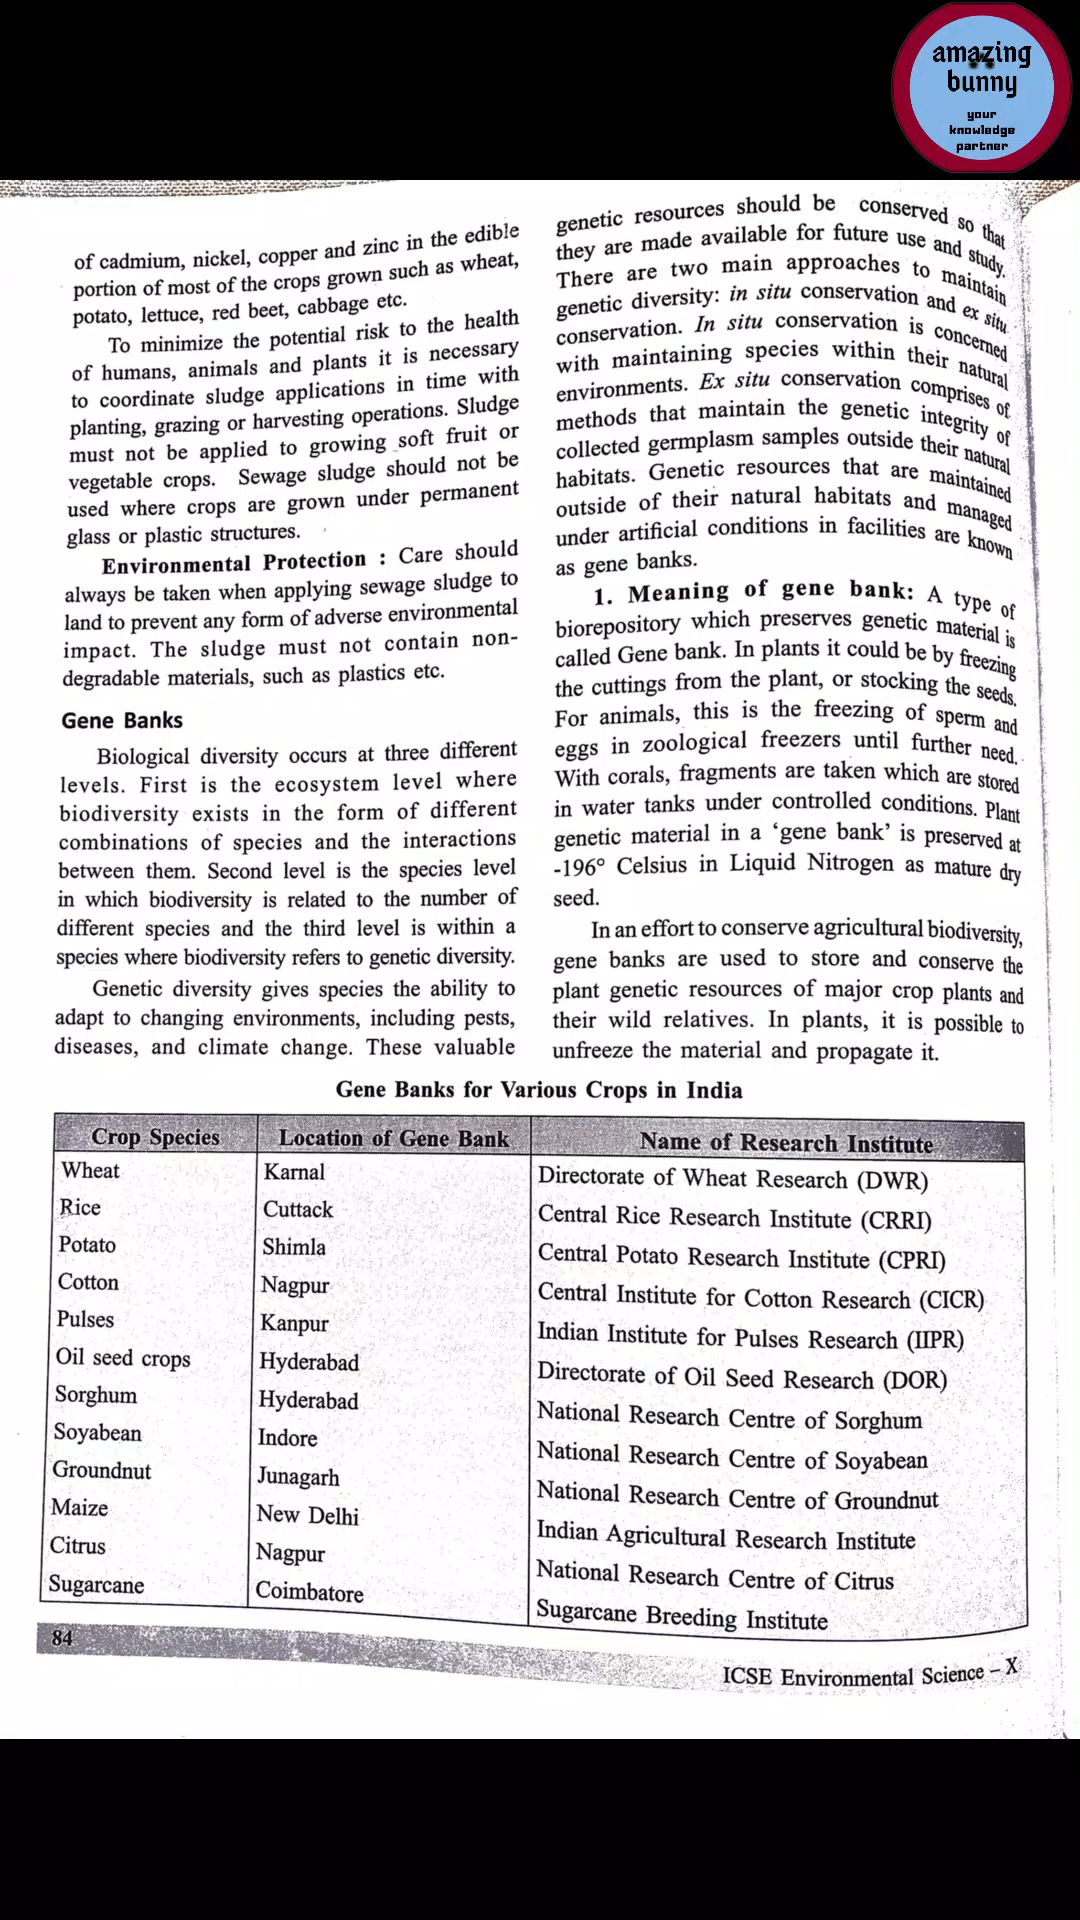 amazing
bunny
your
knowledge
partner
of cadmium, nickel, copper and zinc in the edible
portion of most of the crops grown such as wheat,
potato, lettuce, red beet, cabbage etc.
To minimize the potential risk to the health
of humans, animals and plants it is necessary
to coordinate sludge applications in time with
planting, grazing or harvesting operations. Sludge
must not be applied to growing soft fruit or
vegetable crops. Sewage sludge should not be
used where crops are grown under permanent
glass or plastic structures.
Environmental Protection : Care should
always be taken when applying sewage sludge to
land to prevent any form of adverse environmental
impact. The sludge must not contain non-
degradable materials, such as plastics etc.
Gene Banks
Biological diversity occurs at three different
levels. First is the ecosystem level where
biodiversity exists in the form of different
combinations of species and the interactions
between them. Second level is the species level
in which biodiversity is related to the number of
different species and the third level is within a
species where biodiversity refers to genetic diversity.
Genetic diversity gives species the ability to
adapt to changing environments, including pests,
diseases, and climate change. These valuable
genetic resources should be conserved so that
they are made available for future use and study.
There are two main approaches to maintain
genetic diversity: in situ conservation and ex situ
conservation. In situ conservation is concerned
with maintaining species within their natural
environments. Ex situ conservation comprises of
methods that maintain the genetic integrity of
collected germplasm samples outside their natural
habitats. Genetic resources that are maintained
outside of their natural habitats and managed
under artificial conditions in facilities are known
as gene banks.
1. Meaning of gene bank: A type of
biorepository which preserves genetic material is
called Gene bank. In plants it could be by freezing
the cuttings from the plant, or stocking the seeds.
For animals, this is the freezing of sperm and
eggs in zoological freezers until further need.
With corals, fragments are taken which are stored
in water tanks under controlled conditions. Plant
genetic material in a ‘gene bank’ is preserved at
-196° Celsius in Liquid Nitrogen as mature dry
seed.
In an effort to conserve agricultural biodiversity,
gene banks are used to store and conserve the
plant genetic resources of major crop plants and
their wild relatives. In plants, it is possible to
unfreeze the material and propagate it.
Gene Banks for Various Crops in India
Crop Species Location of Gene Bank Name of Research Institute
Wheat Karnal Directorate of Wheat Research (DWR)
Rice Cuttack Central Rice Research Institute (CRRI)
Potato Shimla Central Potato Research Institute (CPRI)
Cotton Nagpur Central Institute for Cotton Research (CICR)
Pulses Kanpur Indian Institute for Pulses Research (IIPR)
Oil seed crops Hyderabad Directorate of Oil Seed Research (DOR)
Sorghum Hyderabad National Research Centre of Sorghum
Soyabean Indore National Research Centre of Soyabean
Groundnut Junagarh National Research Centre of Groundnut
Maize New Delhi Indian Agricultural Research Institute
Citrus Nagpur National Research Centre of Citrus
Sugarcane Coimbatore Sugarcane Breeding Institute
84
ICSE Environmental Science – X